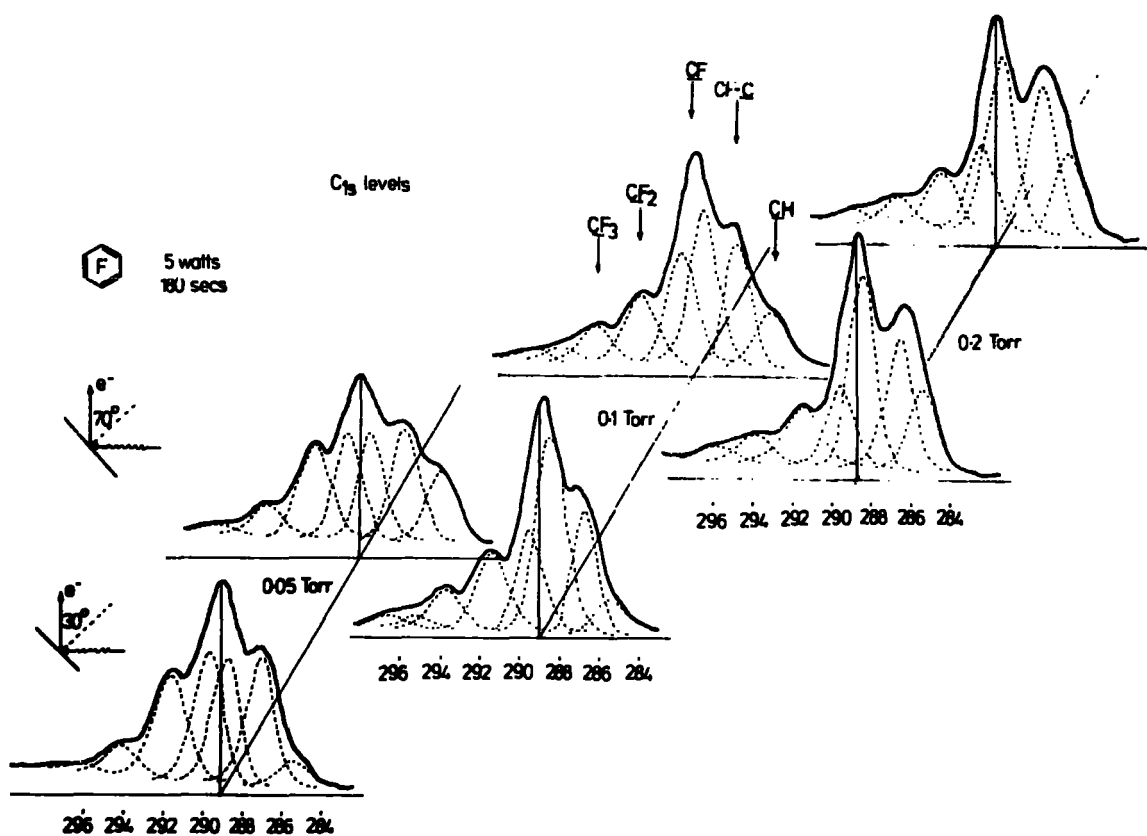 CF
CF-C
C1s levels
CF2
CF3
CH
F
5 watts
180 secs
0·2 Torr
e-
70°
0·1 Torr
296 294 292 290 288 286 284
0·05 Torr
e-
30°
296 294 292 290 288 286 284
296 294 292 290 288 286 284